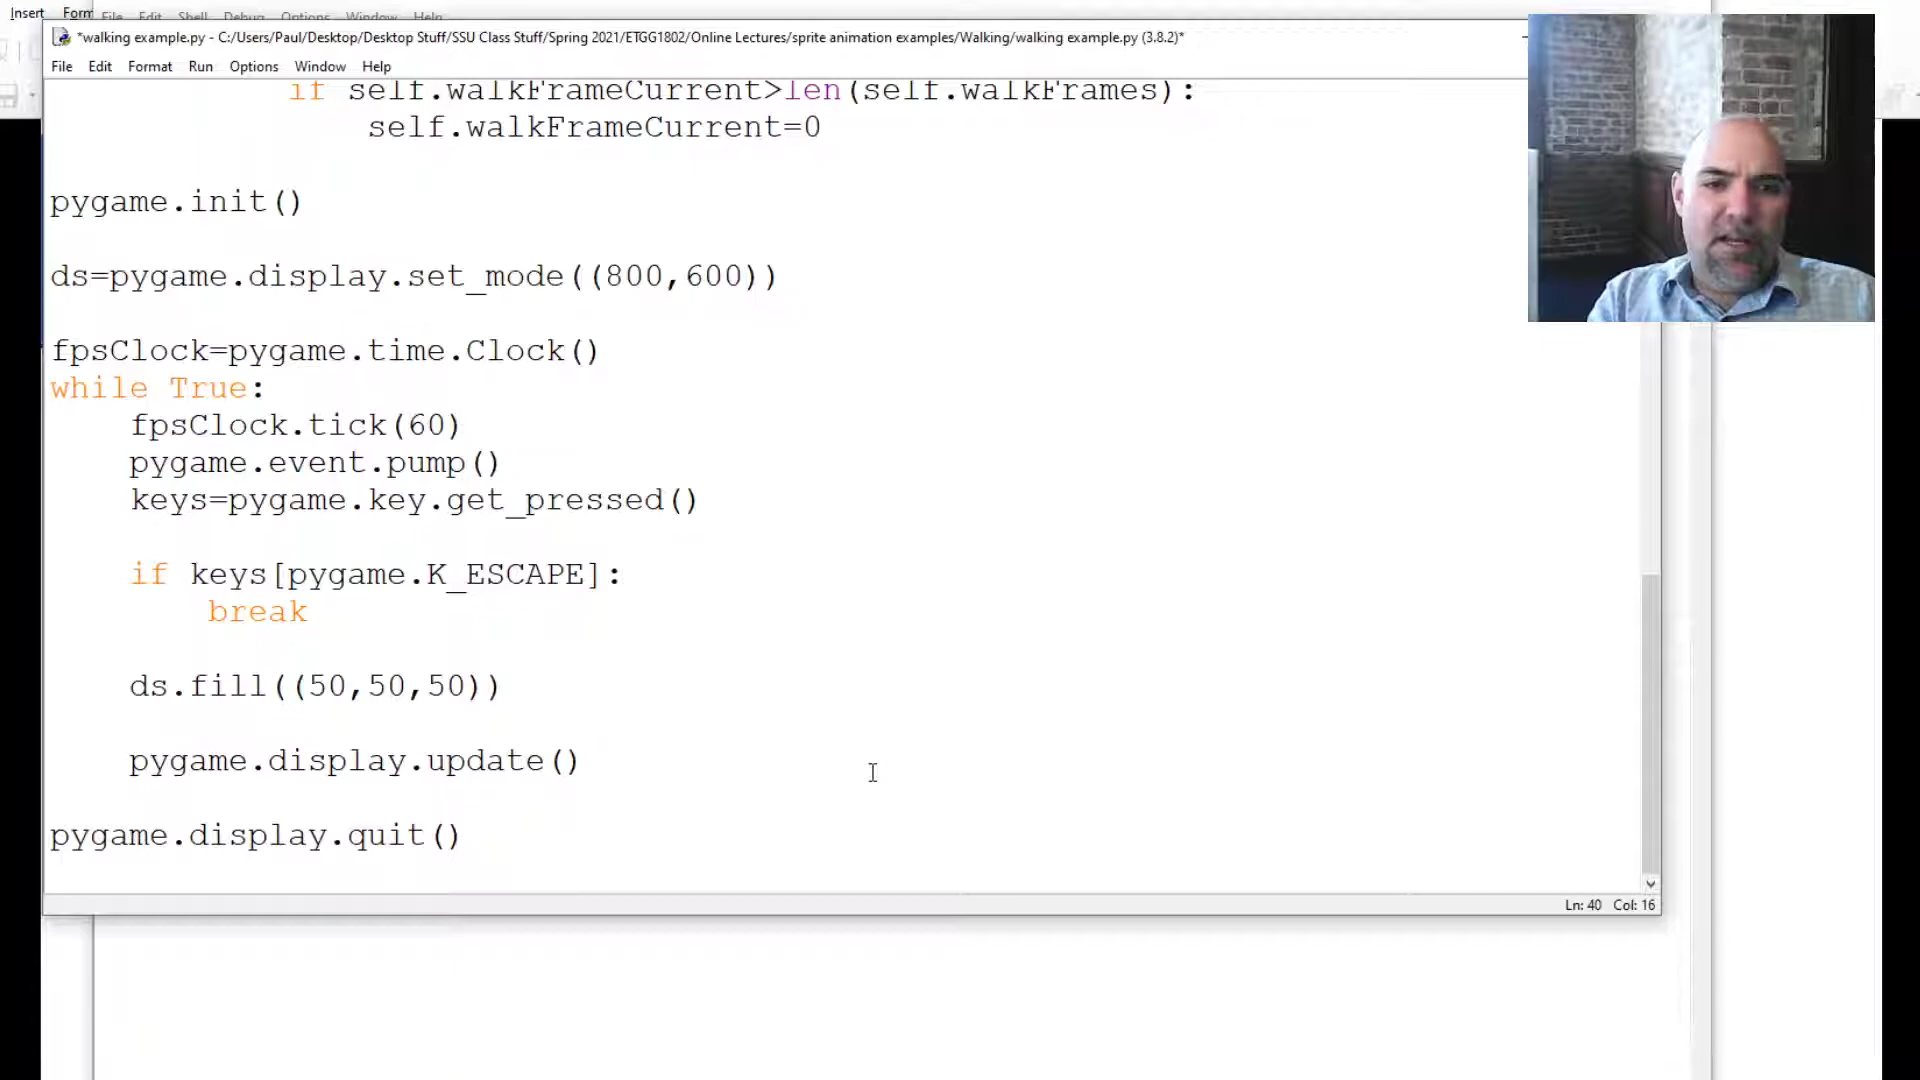 Insert Form File Edit Shell Debug Options Window Help
*walking example.py - C:/Users/Paul/Desktop/Desktop Stuff/SSU Class Stuff/Spring 2021/ETGG1802/Online Lectures/sprite animation examples/Walking/walking example.py (3.8.2)*
File Edit Format Run Options Window Help
if self.walkFrameCurrent>len(self.walkFrames):
self.walkFrameCurrent=0
pygame.init()
ds=pygame.display.set_mode((800,600))
fpsClock=pygame.time.Clock()
while True:
fpsClock.tick(60)
pygame.event.pump()
keys=pygame.key.get_pressed()
if keys[pygame.K_ESCAPE]:
break
ds.fill((50,50,50))
pygame.display.update()
pygame.display.quit()
Ln: 40 Col: 16